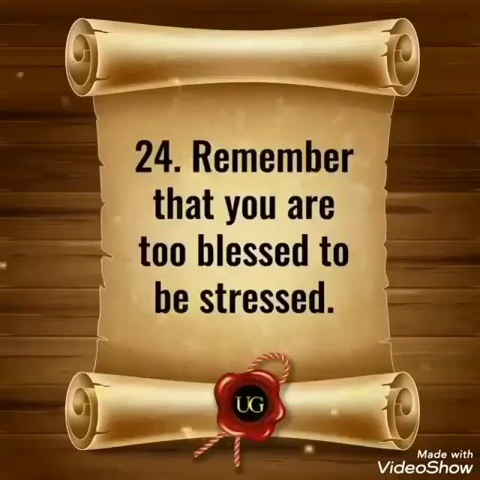 24. Remember
that you are
too blessed to
be stressed.
UG
Made with
VideoShow